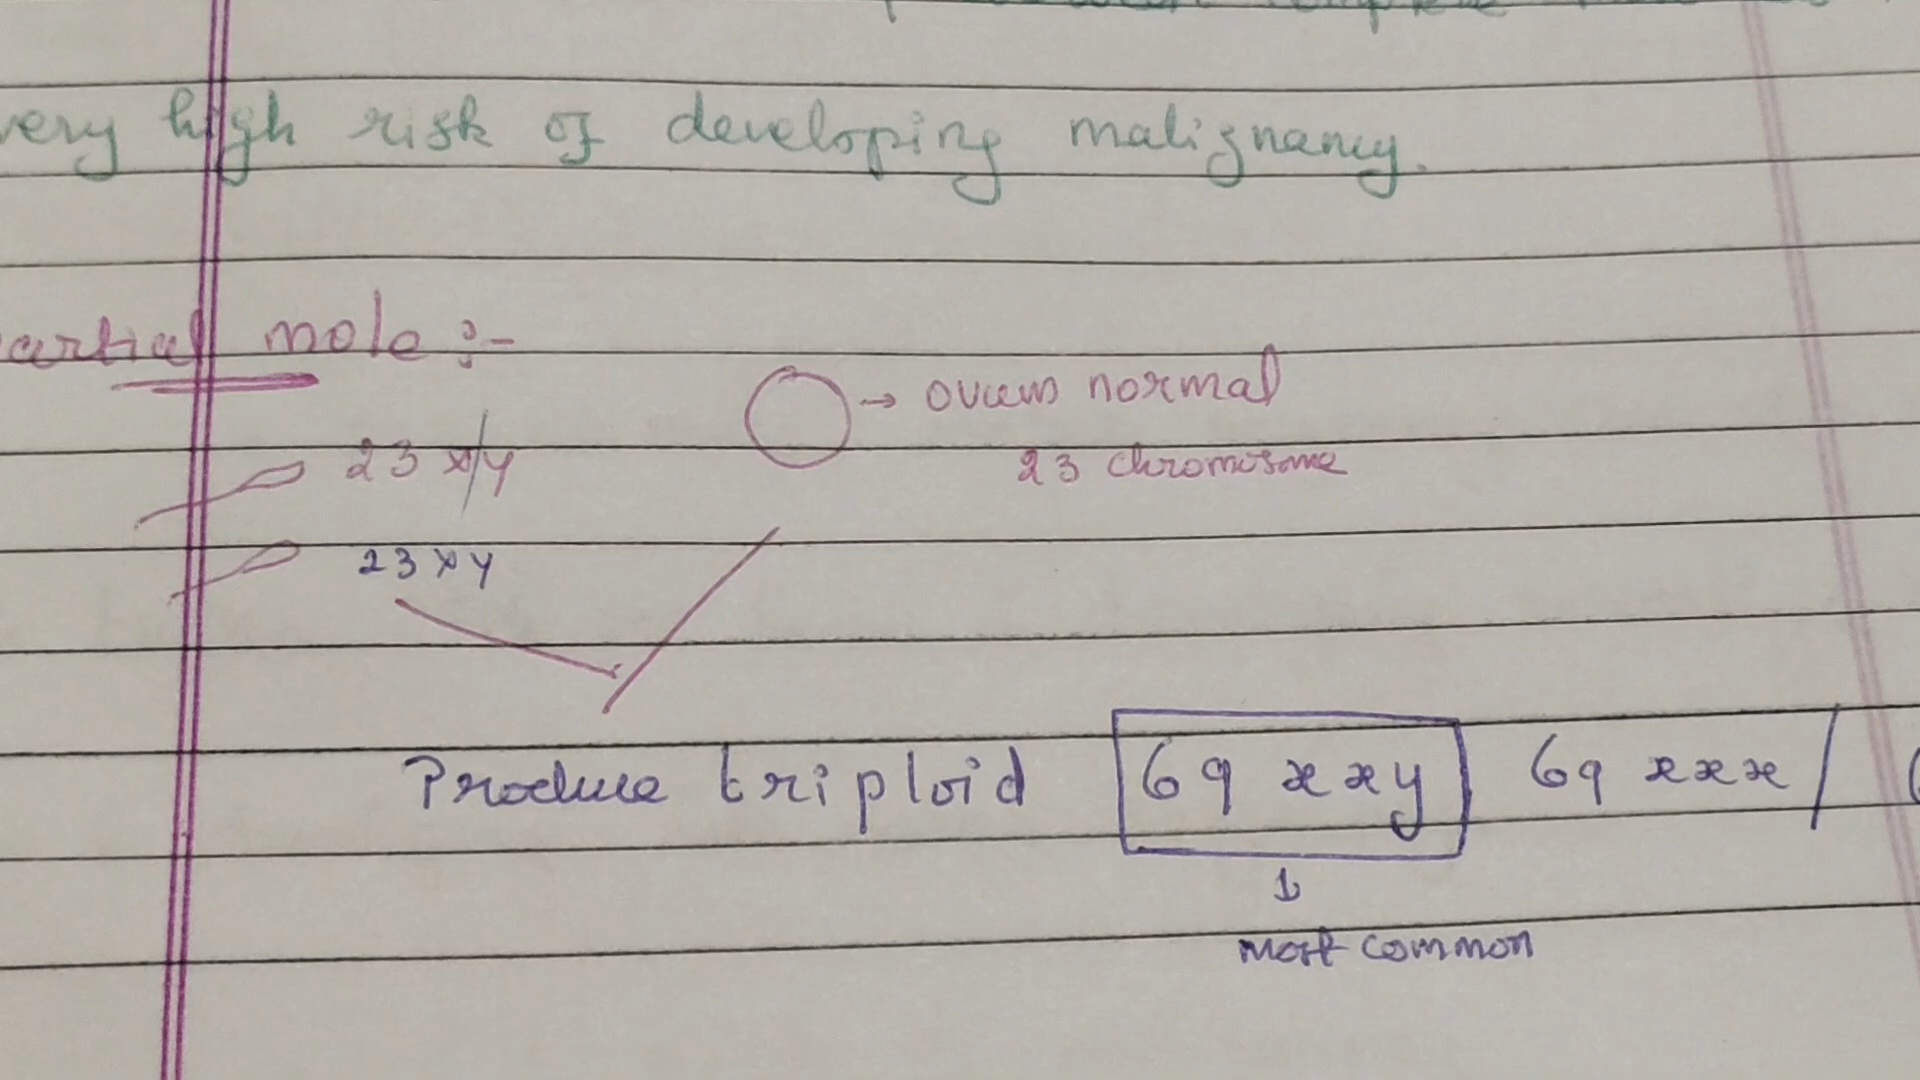 very high risk of developing malignancy.
artial mole :-
→ ovum normal
23 x/y
23 chromosome
23 xy
Produce triploid 69 xxy 69 xxx /
↓
most common